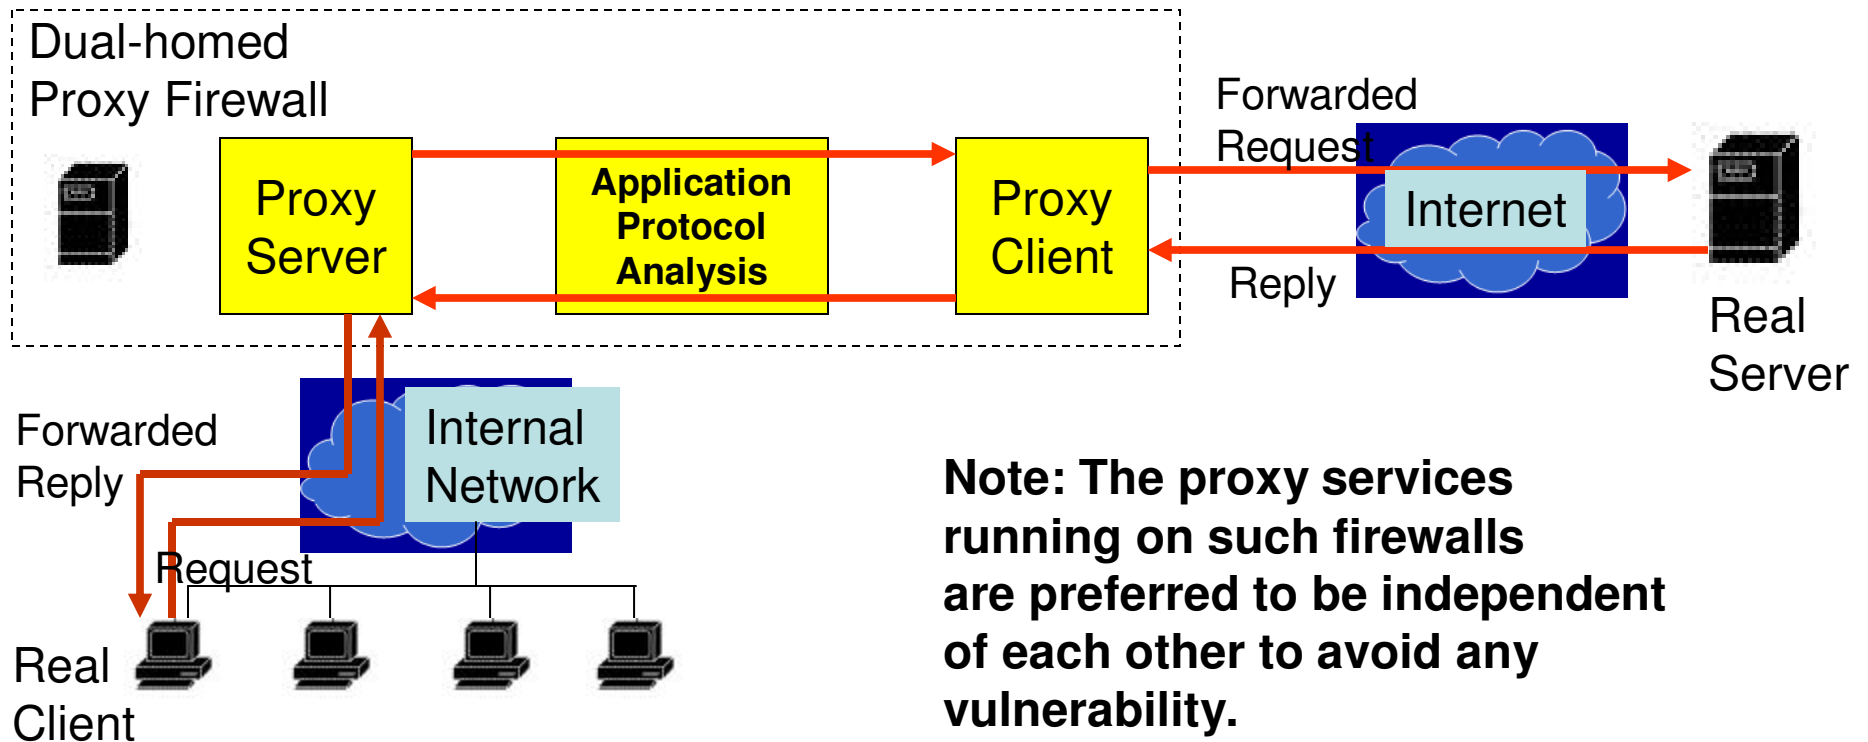 Dual-homed
Proxy Firewall
Proxy
Server
Application
Protocol
Analysis
Proxy
Client
Forwarded
Request
Internet
Reply
Real
Server
Forwarded
Reply
Internal
Network
Request
Real
Client
Note: The proxy services
running on such firewalls
are preferred to be independent
of each other to avoid any
vulnerability.